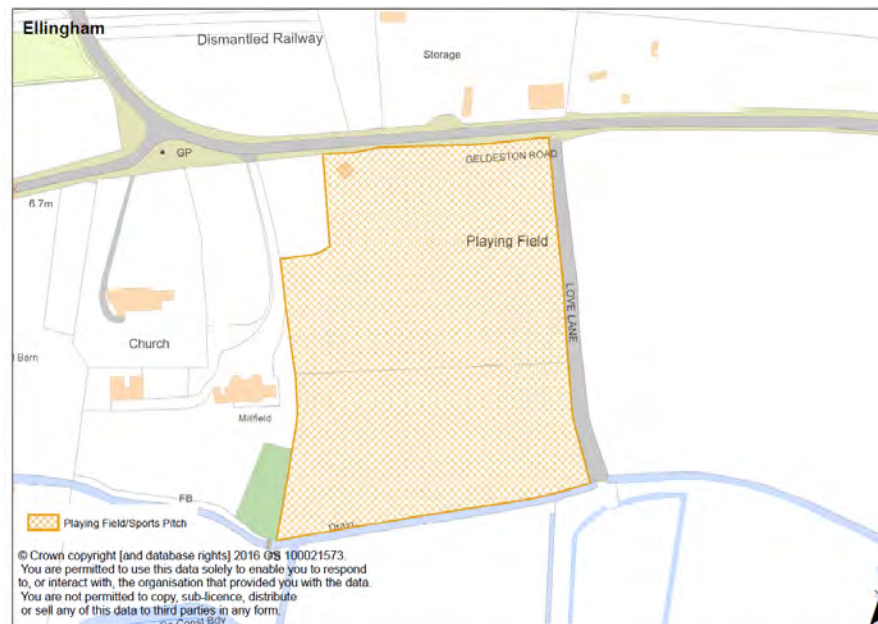 Ellingham
Dismantled Railway
Storage
GP
GELDESTON ROAD
6.7m
Playing Field
LOVE LANE
Church
Barn
Millfield
FB
Drain
Playing Field/Sports Pitch
© Crown copyright [and database rights] 2016 OS 100021573.
You are permitted to use this data solely to enable you to respond
to, or interact with, the organisation that provided you with the data.
You are not permitted to copy, sub-licence, distribute
or sell any of this data to third parties in any form.
Co Const Bdy